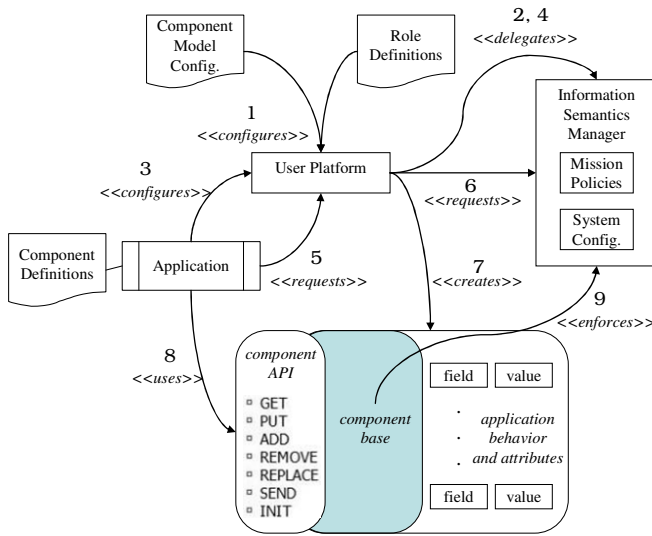 Component
Model
Config.
Role
Definitions
2, 4
<<delegates>>
1
<<configures>>
Information
Semantics
Manager
Mission
Policies
System
Config.
3
<<configures>>
User Platform
6
<<requests>>
Component
Definitions
Application
5
<<requests>>
7
<<creates>>
9
<<enforces>>
8
<<uses>>
component
API
GET
PUT
ADD
REMOVE
REPLACE
SEND
INIT
component
base
field value
. application
. behavior
. and attributes
field value